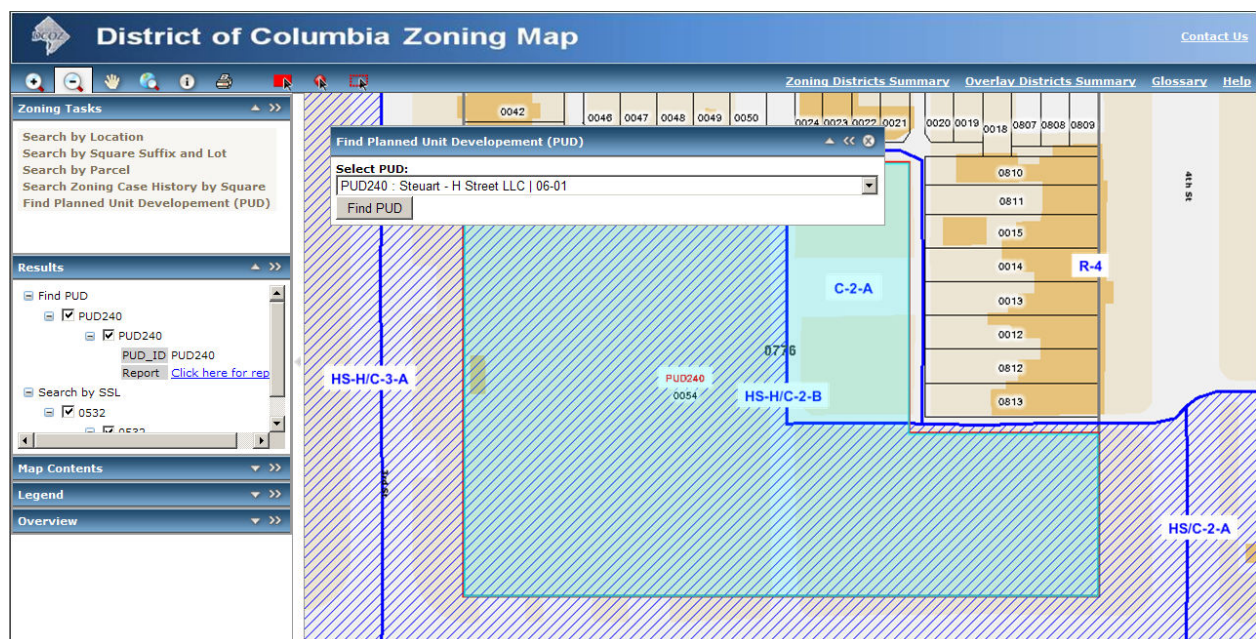 DCOZ
District of Columbia Zoning Map
Contact Us
Zoning Districts Summary Overlay Districts Summary Glossary Help
Zoning Tasks
Search by Location
Search by Square Suffix and Lot
Search by Parcel
Search Zoning Case History by Square
Find Planned Unit Developement (PUD)
Results
Find PUD
PUD240
PUD240
PUD_ID PUD240
Report Click here for rep
Search by SSL
0532
0532
Map Contents
Legend
Overview
0042
0046 0047 0048 0049 0050
0024 0023 0022 0021
0020 0019 0018 0807 0808 0809
Find Planned Unit Developement (PUD)
Select PUD:
PUD240 : Steuart - H Street LLC | 06-01
Find PUD
0810
0811
0015
0014
0013
0012
0812
0813
4th St
R-4
C-2-A
0776
HS-H/C-3-A
PUD240
0054
HS-H/C-2-B
3rd St
HS/C-2-A